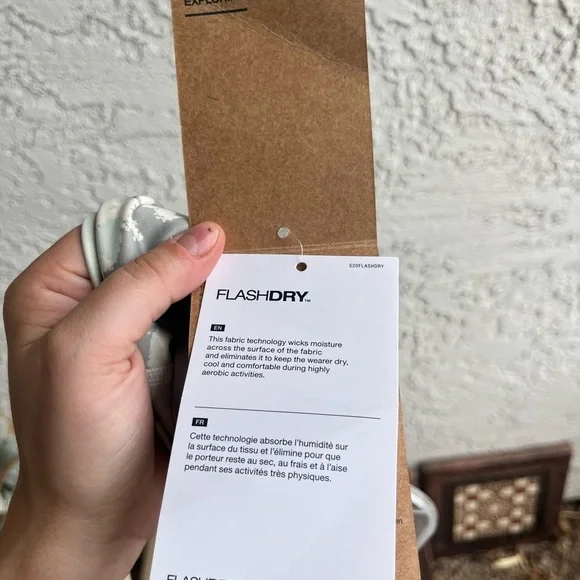 S20FLASHDRY
FLASHDRY™
EN
This fabric technology wicks moisture
across the surface of the fabric
and eliminates it to keep the wearer dry,
cool and comfortable during highly
aerobic activities.
FR
Cette technologie absorbe l'humidité sur
la surface du tissu et l'élimine pour que
le porteur reste au sec, au frais et à l'aise
pendant ses activités très physiques.